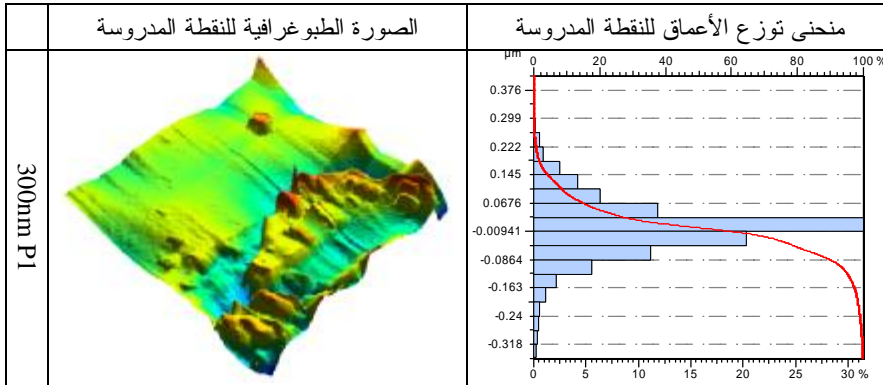 منحنى توزع الأعماق للنقطة المدروسة
الصورة الطبوغرافية للنقطة المدروسة
300nm P1
µm
0 20 40 60 80 100 %
0.376
0.299
0.222
0.145
0.0676
-0.00941
-0.0864
-0.163
-0.24
-0.318
0 5 10 15 20 25 30 %